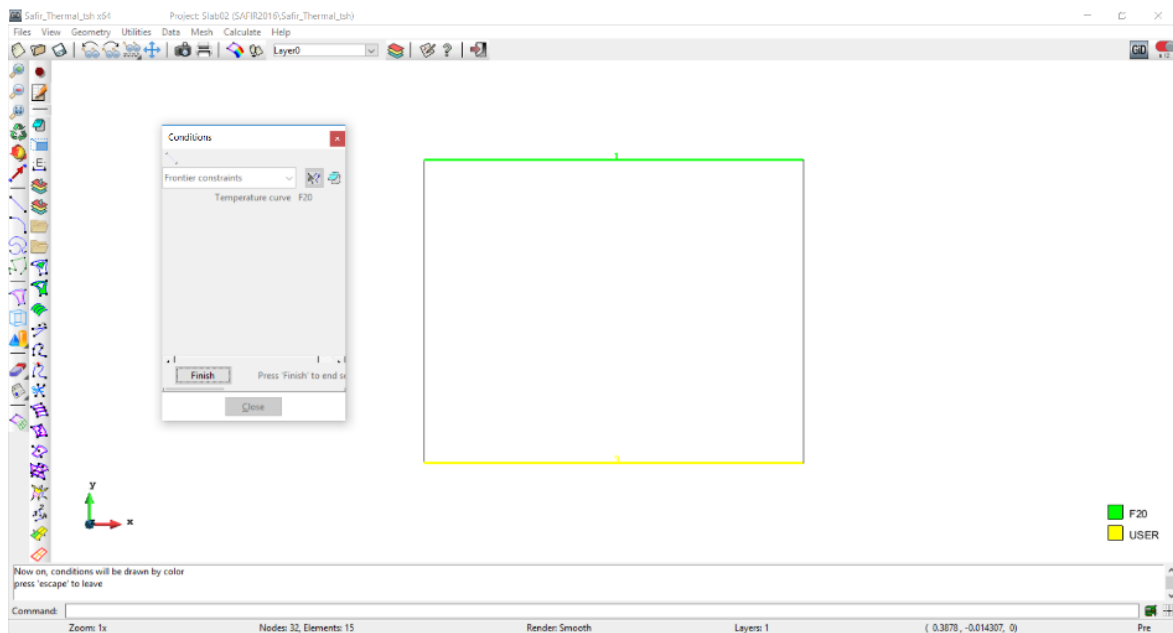 Safir_Thermal_tsh x64 Project: Slab02 (SAFIR2016\Safir_Thermal_tsh)
Files View Geometry Utilities Data Mesh Calculate Help
Layer0
GiD
Conditions
Frontier constraints
Temperature curve F20
Finish Press 'Finish' to end se
Close
1
y
x
F20
USER
Now on, conditions will be drawn by color
press 'escape' to leave
Command:
Zoom: 1x Nodes: 32, Elements: 15 Render: Smooth Layers: 1 ( 0.3878 , -0.014307, 0) Pre